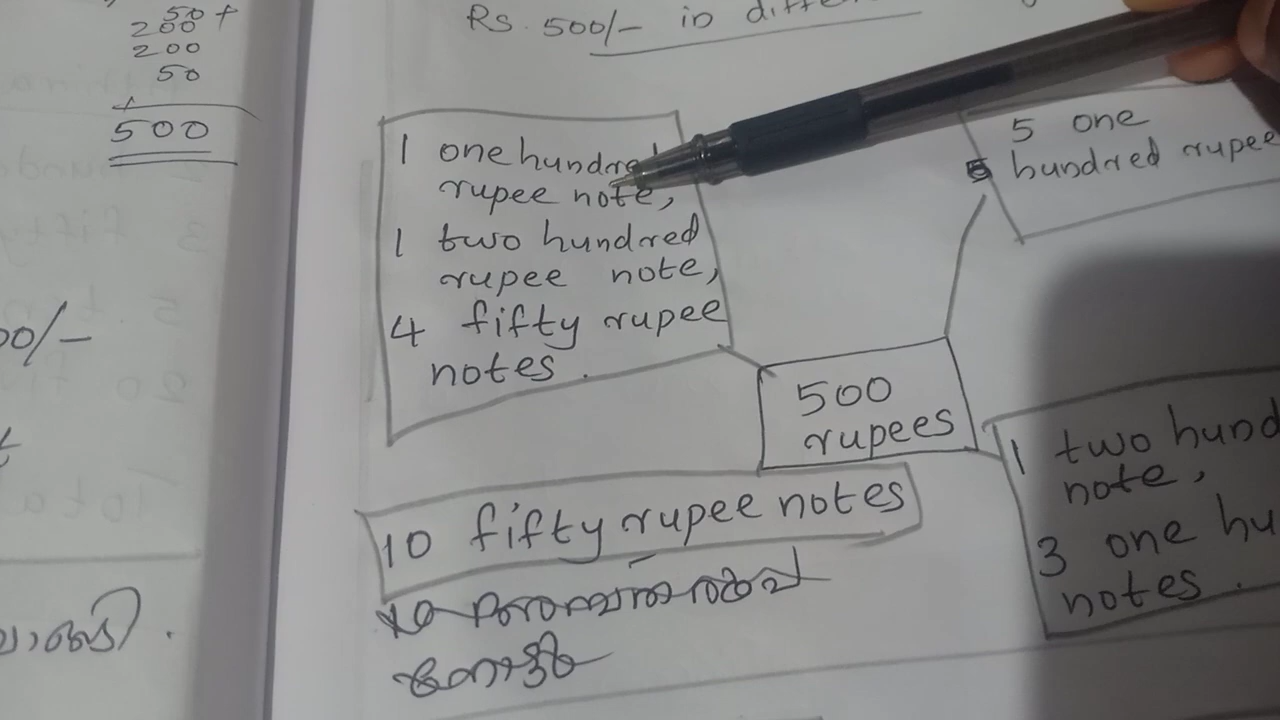 50 +
200
200
50
500
Rs. 500/- in
1 one hundred
rupee note,
1 two hundred
rupee note,
4 fifty rupee
notes.
5 one
hundred rupee
500
rupees
10 fifty rupee notes
1 two hund
note,
3 one hu
notes.
00/-